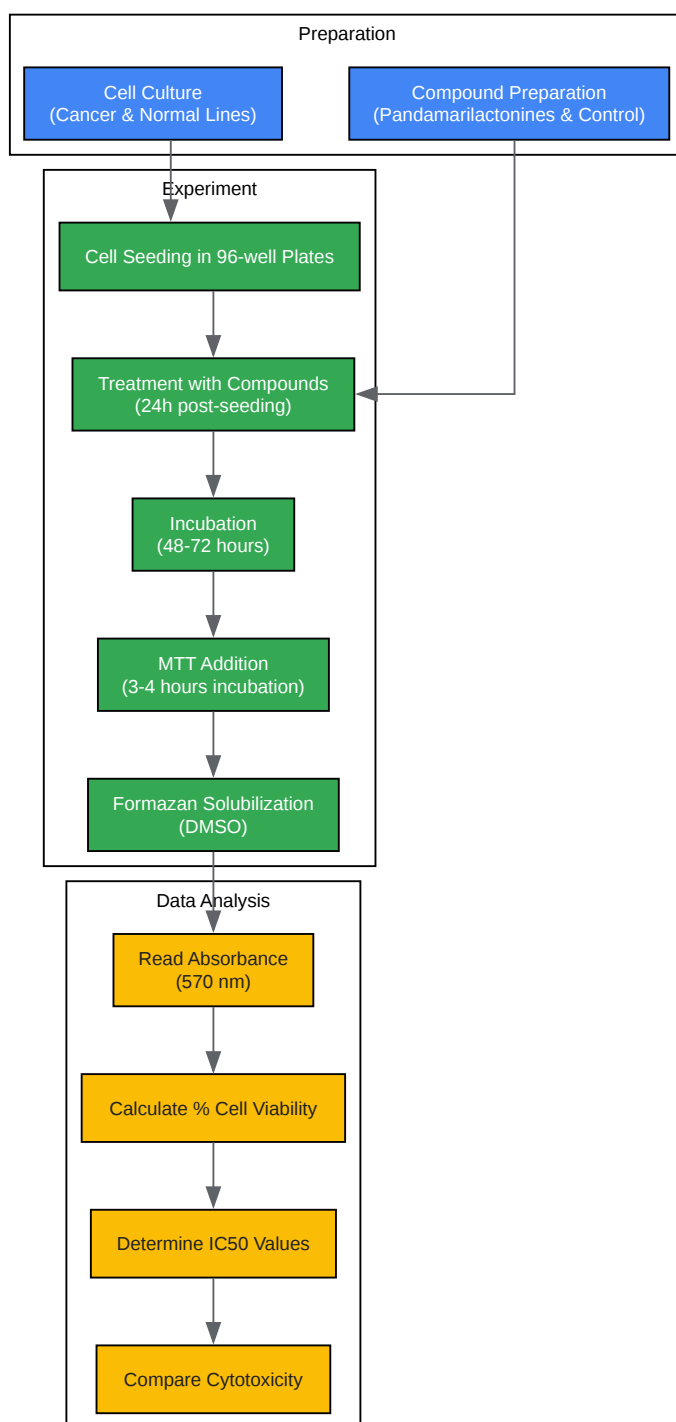 Preparation
Cell Culture
(Cancer & Normal Lines)
Compound Preparation
(Pandamarilactonines & Control)
Experiment
Cell Seeding in 96-well Plates
Treatment with Compounds
(24h post-seeding)
Incubation
(48-72 hours)
MTT Addition
(3-4 hours incubation)
Formazan Solubilization
(DMSO)
Data Analysis
Read Absorbance
(570 nm)
Calculate % Cell Viability
Determine IC50 Values
Compare Cytotoxicity